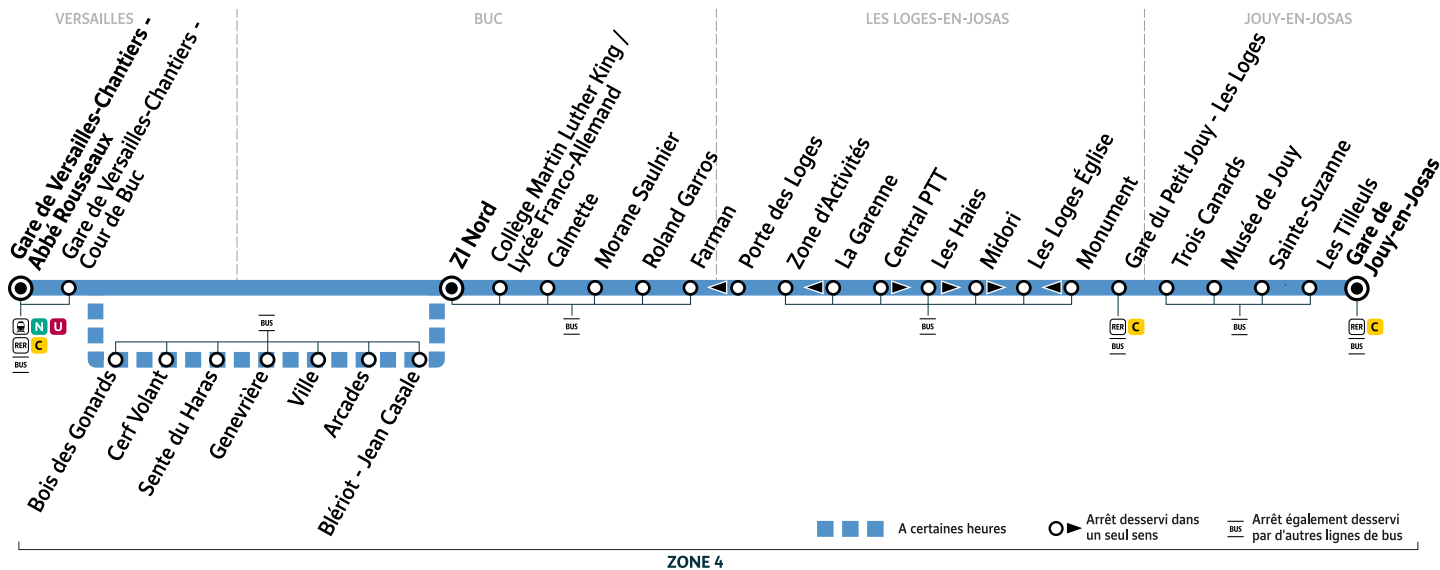 VERSAILLES
BUC
LES LOGES-EN-JOSAS
JOUY-EN-JOSAS
Gare de Versailles-Chantiers -
Abbé Rousseaux
Gare de Versailles-Chantiers -
Cour de Buc
ZI Nord
Collège Martin Luther King /
Lycée Franco-Allemand
Calmette
Morane Saulnier
Roland Garros
Farman
Porte des Loges
Zone d'Activités
La Garenne
Central PTT
Les Haies
Midori
Les Loges Église
Monument
Gare du Petit Jouy - Les Loges
Trois Canards
Musée de Jouy
Sainte-Suzanne
Les Tilleuls
Gare de
Jouy-en-Josas
N U
RER C
BUS
BUS
BUS
BUS
RER C
BUS
BUS
RER C
BUS
Bois des Gonards
Cerf Volant
Sente du Haras
Genevrière
Ville
Arcades
Blériot - Jean Casale
A certaines heures
Arrêt desservi dans
un seul sens
BUS
Arrêt également desservi
par d'autres lignes de bus
ZONE 4